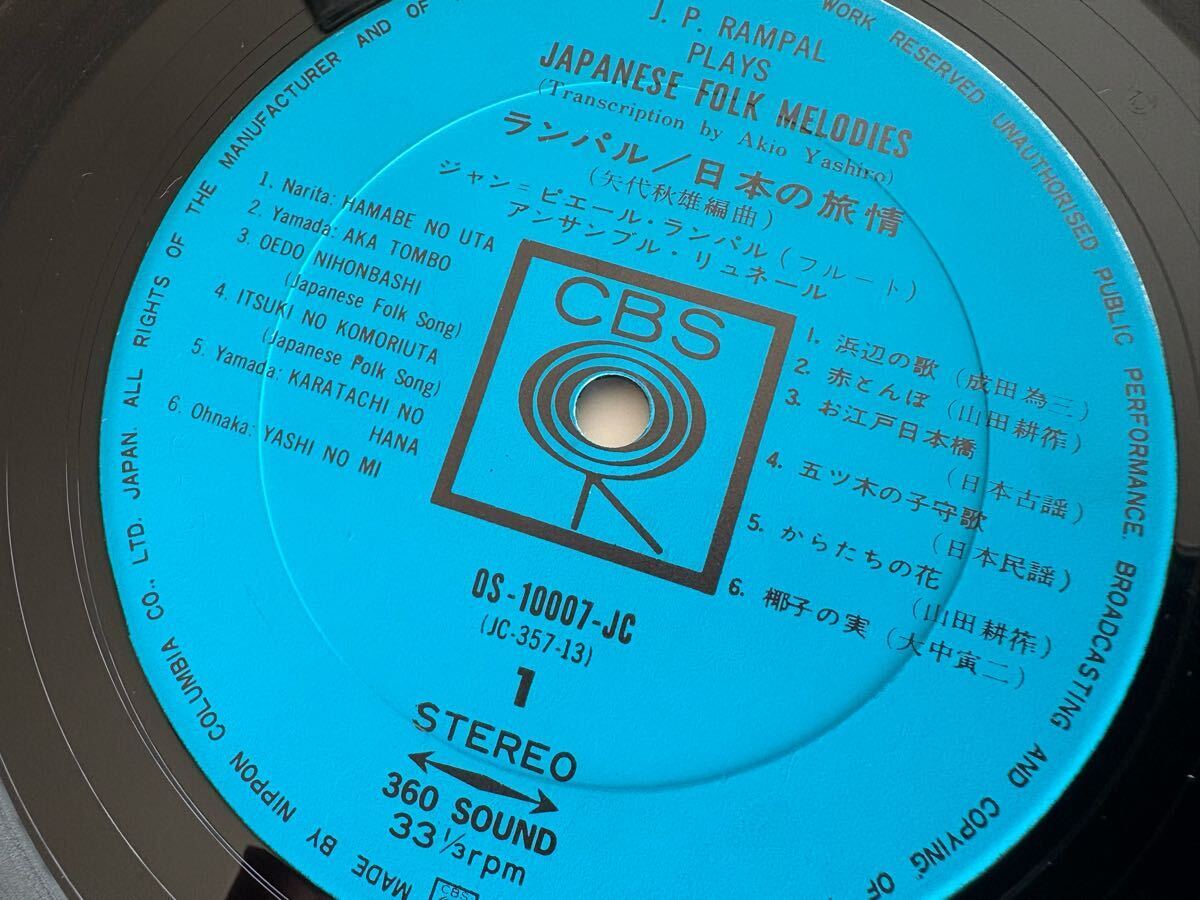 J. P. RAMPAL
PLAYS
JAPANESE FOLK MELODIES
(Transcription by Akio Yashiro)
ランパル/日本の旅情
(矢代秋雄編曲)
ジャン=ピエール・ランパル(フルート)
アンサンブル・リュネール
1. Narita: HAMABE NO UTA
2. Yamada: AKA TOMBO
3. OEDO NIHONBASHI
(Japanese Folk Song)
4. ITSUKI NO KOMORIUTA
(Japanese Folk Song)
5. Yamada: KARATACHI NO
HANA
6. Ohnaka: YASHI NO MI
CBS
1. 浜辺の歌 (成田為三)
2. 赤とんぼ (山田耕筰)
3. お江戸日本橋
(日本古謡)
4. 五ツ木の子守歌
(日本民謡)
5. からたちの花
(山田耕筰)
6. 椰子の実 (大中寅二)
OS-10007-JC
(JC-357-13)
1
STEREO
360 SOUND
33 1/3 rpm
MADE BY NIPPON COLUMBIA CO., LTD. JAPAN. ALL RIGHTS OF THE MANUFACTURER AND OF
WORK RESERVED UNAUTHORISED PUBLIC PERFORMANCE. BROADCASTING AND COPYING OF
CBS